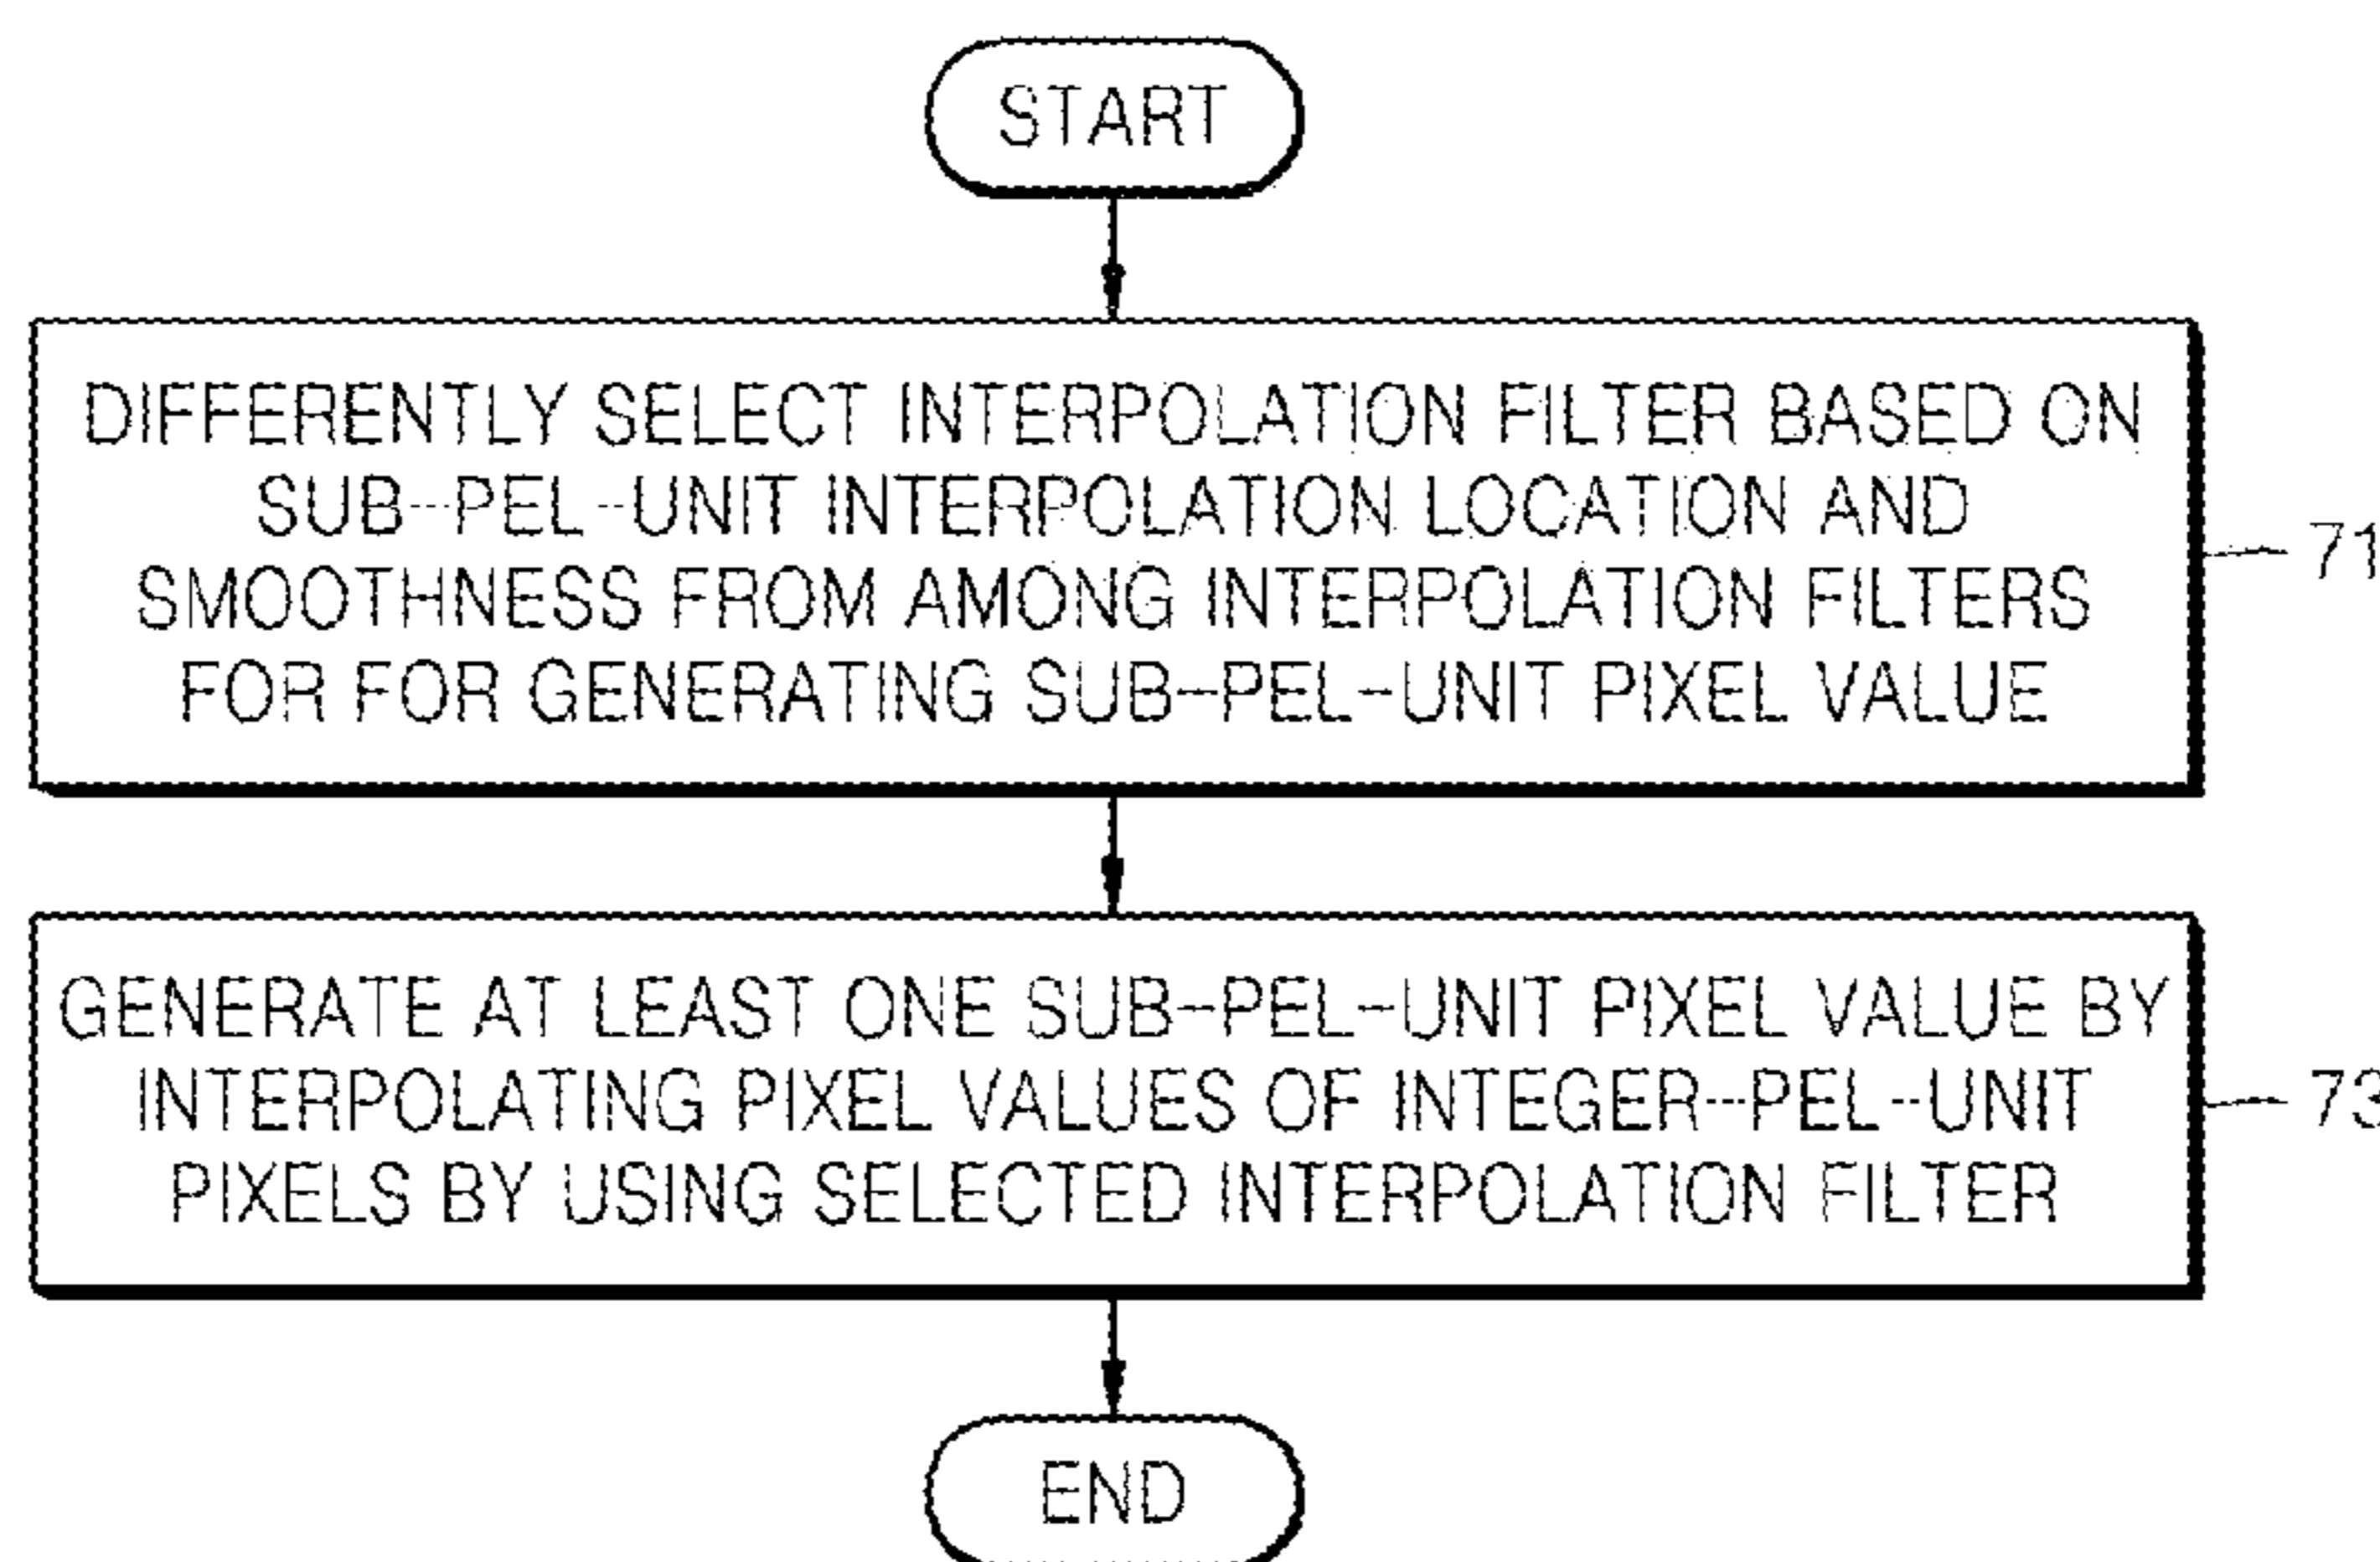 START
DIFFERENTLY SELECT INTERPOLATION FILTER BASED ON
SUB-PEL-UNIT INTERPOLATION LOCATION AND
SMOOTHNESS FROM AMONG INTERPOLATION FILTERS
FOR FOR GENERATING SUB-PEL-UNIT PIXEL VALUE
71
GENERATE AT LEAST ONE SUB-PEL-UNIT PIXEL VALUE BY
INTERPOLATING PIXEL VALUES OF INTEGER-PEL-UNIT
PIXELS BY USING SELECTED INTERPOLATION FILTER
73
END